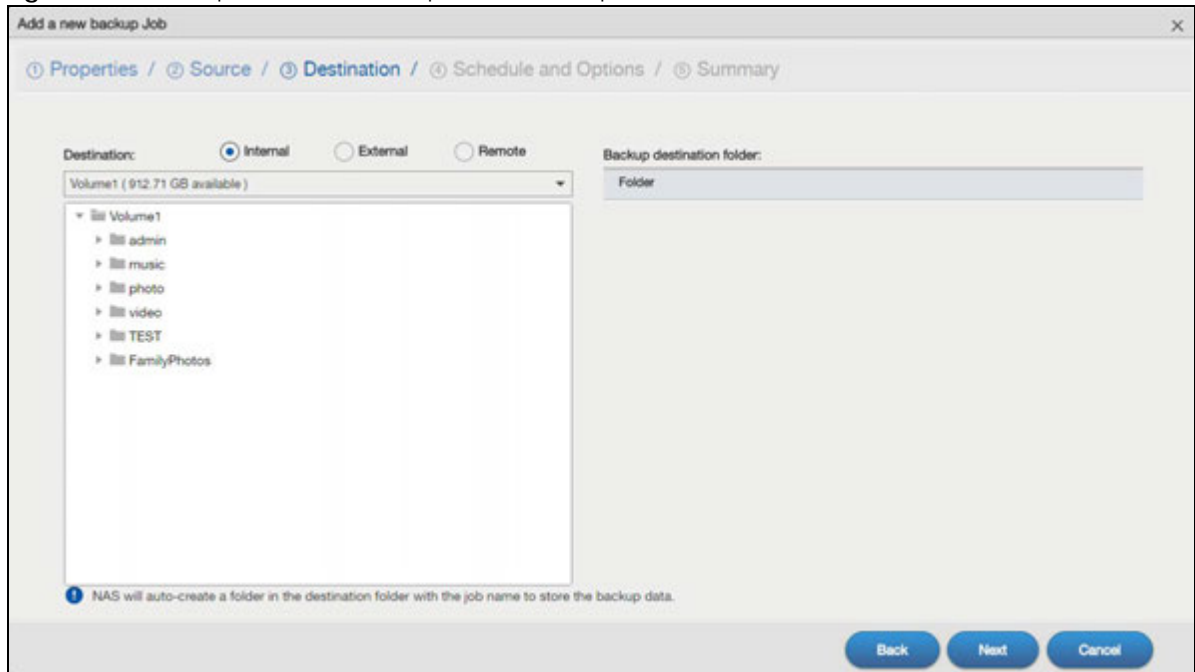 Add a new backup Job
① Properties / ② Source / ③ Destination / ④ Schedule and Options / ⑤ Summary
Destination: Internal External Remote
Backup destination folder:
Volume1 ( 912.71 GB available )
Folder
Volume1
admin
music
photo
video
TEST
FamilyPhotos
NAS will auto-create a folder in the destination folder with the job name to store the backup data.
Back Next Cancel